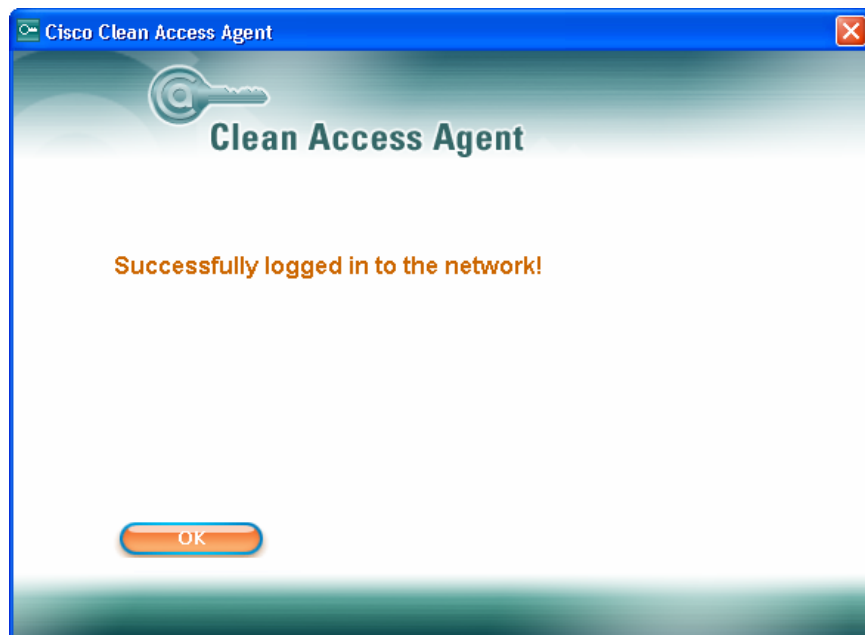 Cisco Clean Access Agent
Clean Access Agent
Successfully logged in to the network!
OK